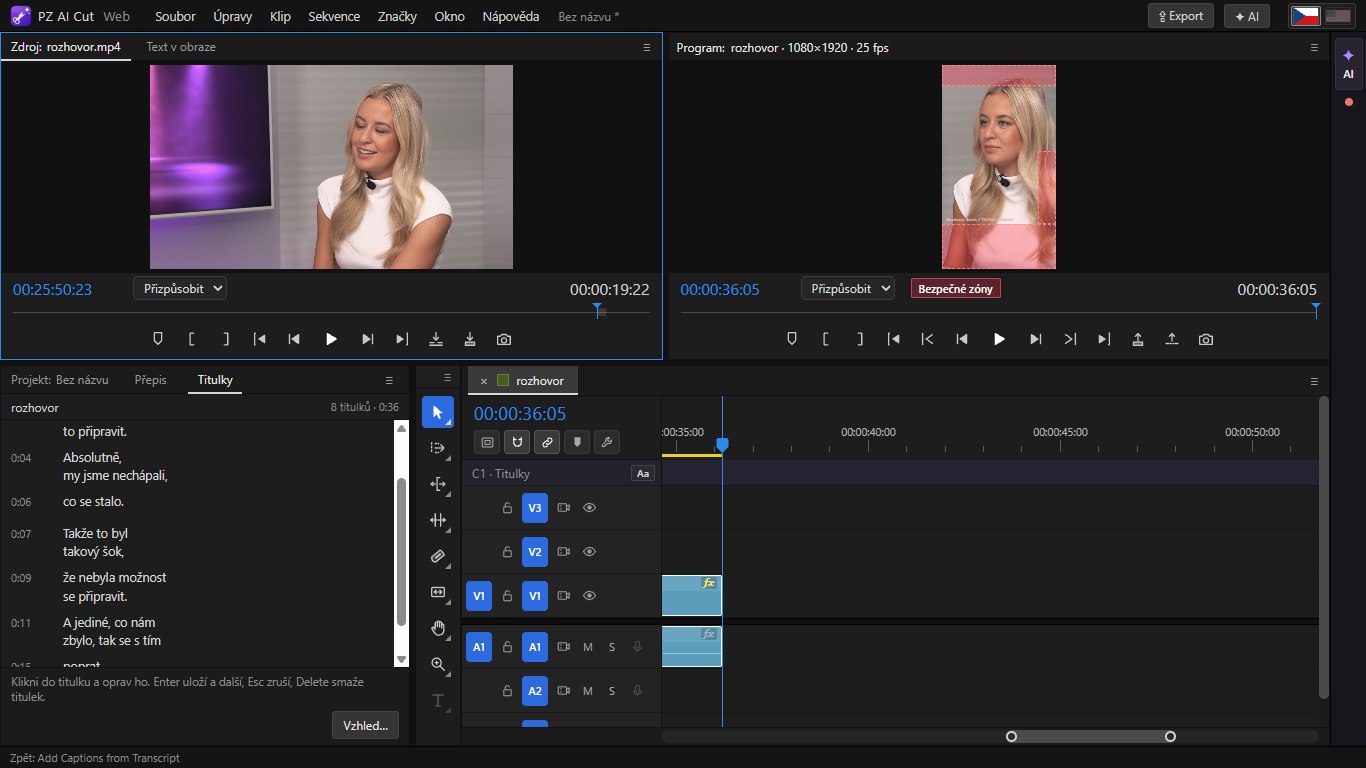 PZ AI Cut Web Soubor Úpravy Klip Sekvence Značky Okno Nápověda Bez názvu * Export AI
Zdroj: rozhovor.mp4 Text v obraze
Program: rozhovor · 1080×1920 · 25 fps
AI
00:25:50:23 Přizpůsobit 00:00:19:22
00:00:36:05 Přizpůsobit Bezpečné zóny 00:00:36:05
Projekt: Bez názvu Přepis Titulky
rozhovor 8 titulků · 0:36
to připravit.
0:04 Absolutně,
my jsme nechápali,
0:06 co se stalo.
0:07 Takže to byl
takový šok,
0:09 že nebyla možnost
se připravit.
0:11 A jediné, co nám
zbylo, tak se s tím
0:15 poprat
Klikni do titulku a oprav ho. Enter uloží a další, Esc zruší, Delete smaže
titulek.
Vzhled...
× rozhovor
00:00:36:05
:00:35:00 00:00:40:00 00:00:45:00 00:00:50:00
C1 · Titulky Aa
V3
V2
V1 V1 fx
A1 A1 M S fx
A2 M S
T
Zpět: Add Captions from Transcript